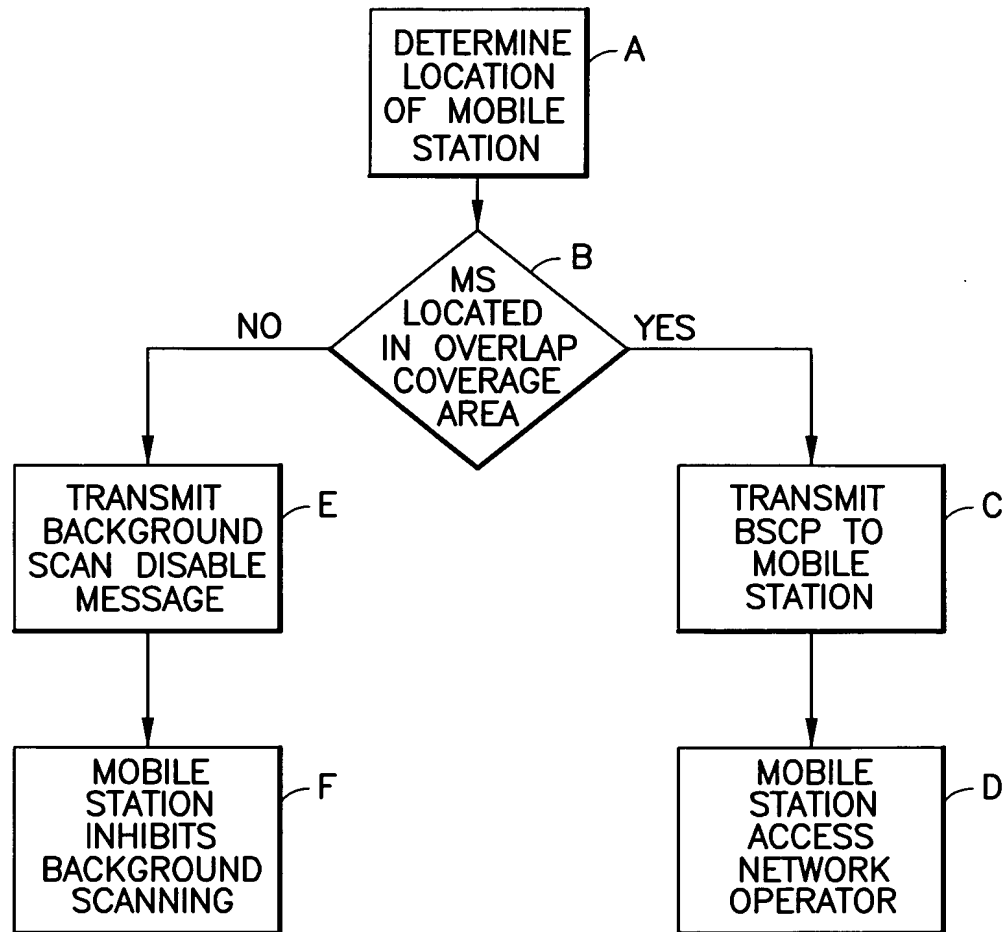 DETERMINE
LOCATION
OF MOBILE
STATION
A
MS
LOCATED
IN OVERLAP
COVERAGE
AREA
B
NO
YES
TRANSMIT
BACKGROUND
SCAN DISABLE
MESSAGE
E
TRANSMIT
BSCP TO
MOBILE
STATION
C
MOBILE
STATION
INHIBITS
BACKGROUND
SCANNING
F
MOBILE
STATION
ACCESS
NETWORK
OPERATOR
D